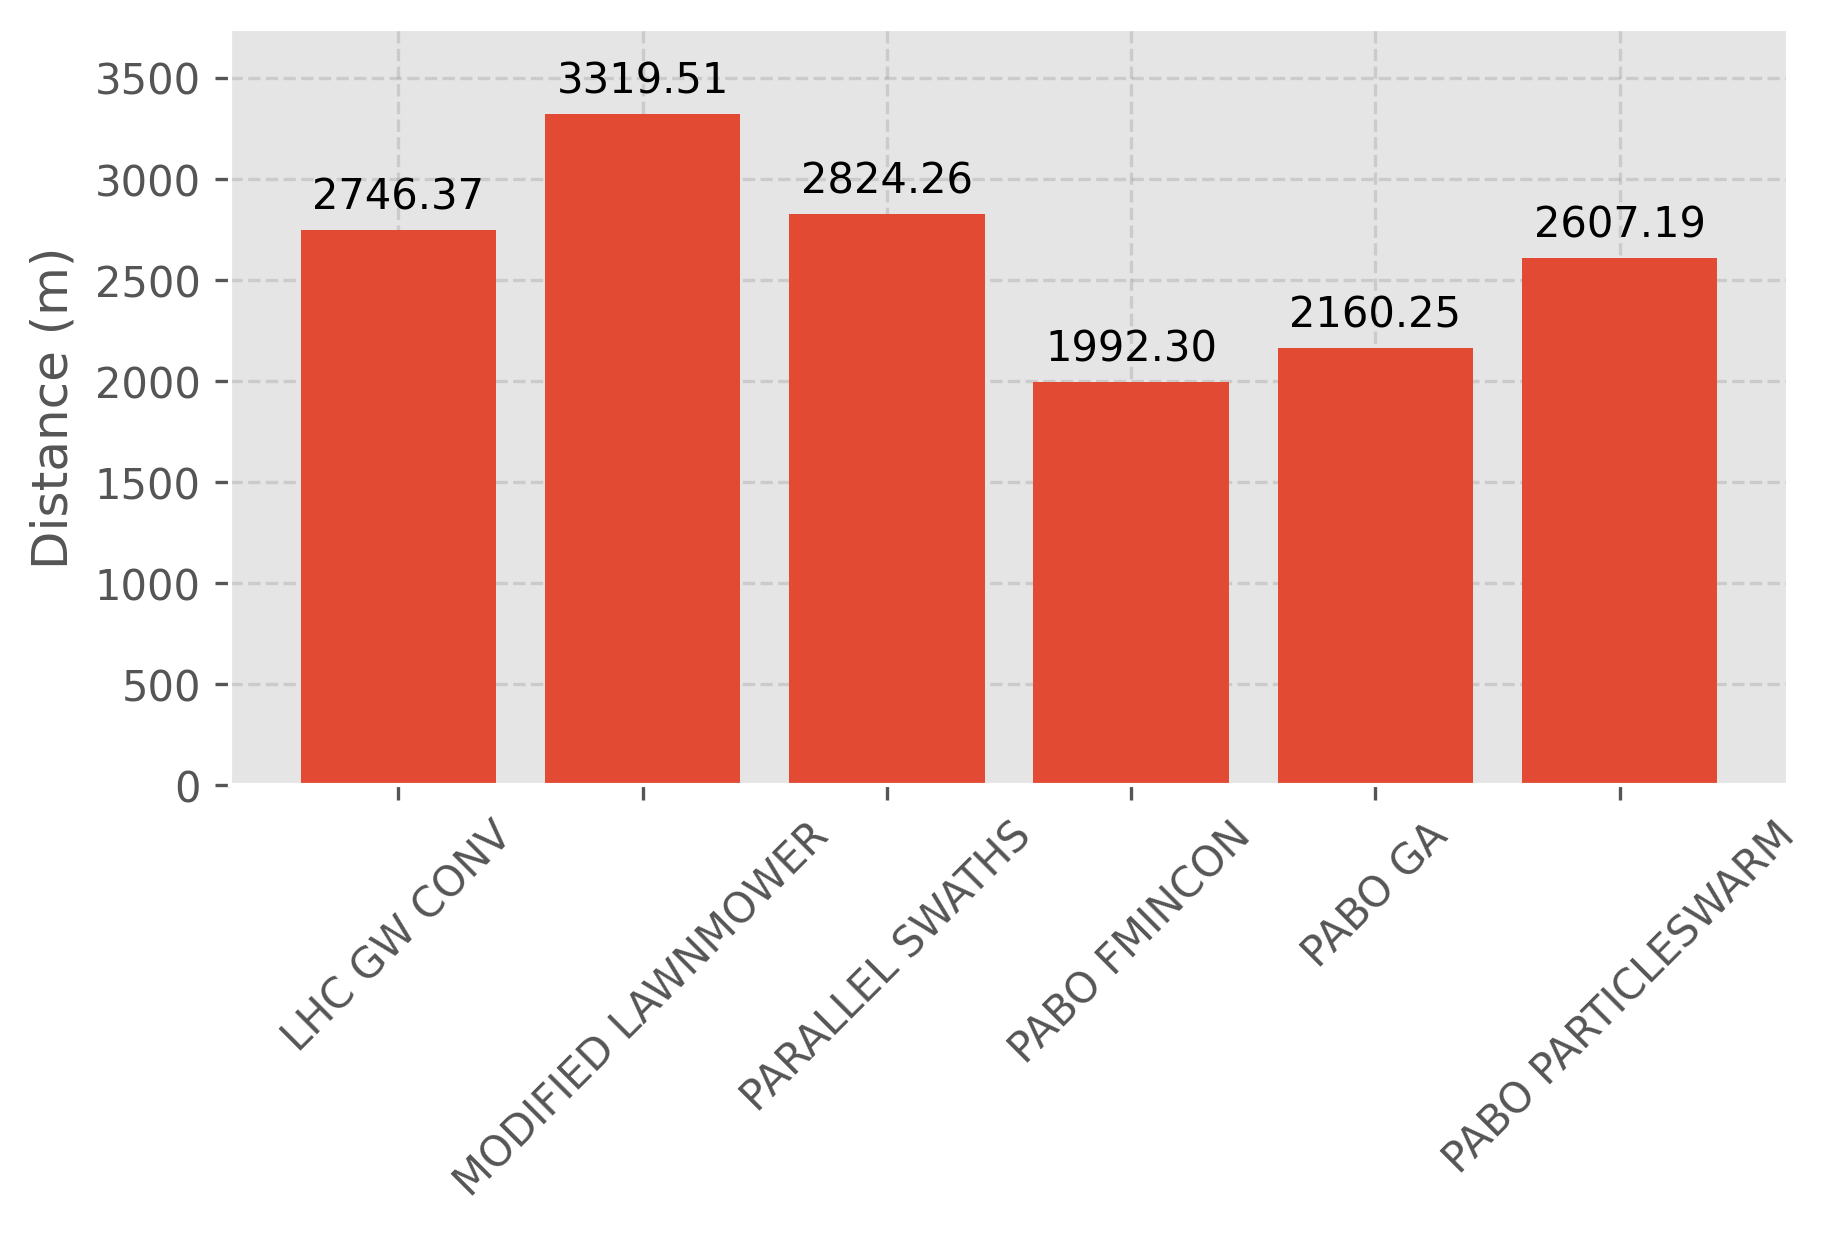 Distance (m)
3500
3000
2500
2000
1500
1000
500
0
2746.37
3319.51
2824.26
1992.30
2160.25
2607.19
LHC GW CONV
MODIFIED LAWNMOWER
PARALLEL SWATHS
PABO FMINCON
PABO GA
PABO PARTICLESWARM